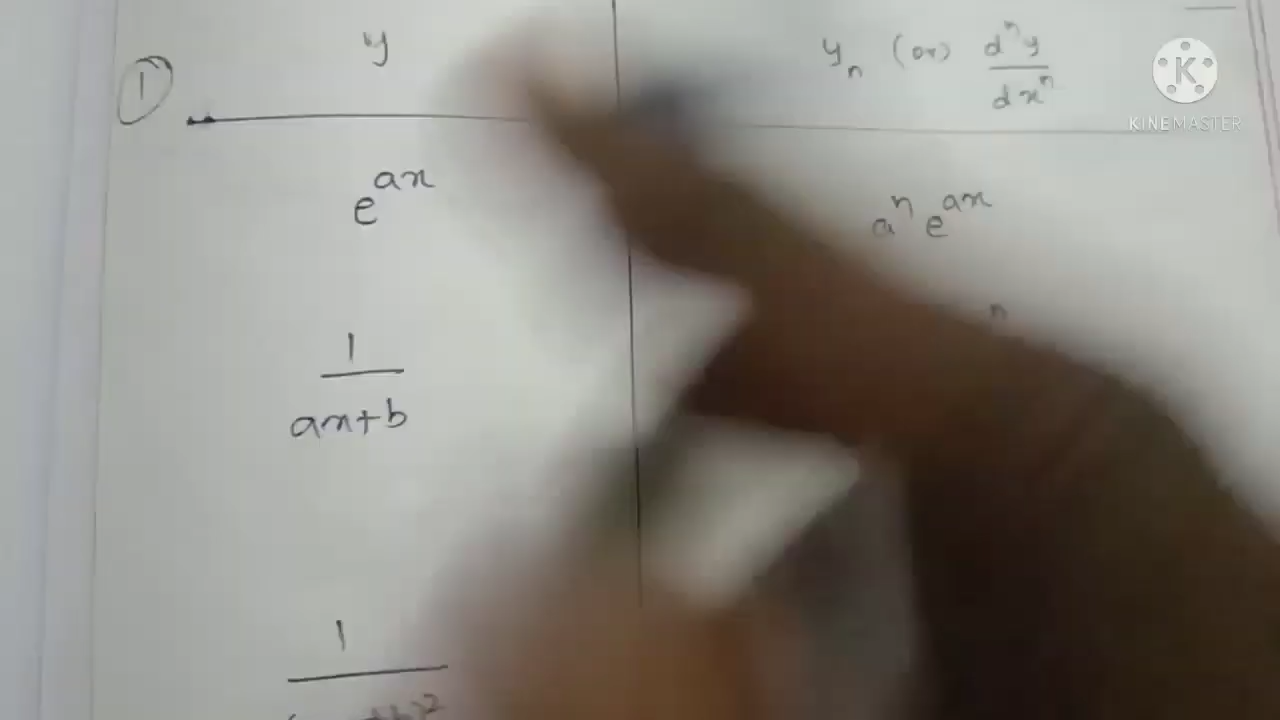 ① y yₙ (or) dⁿy/dxⁿ
KINEMASTER
e^(ax) aⁿ e^(ax)
1/(ax+b) n
1